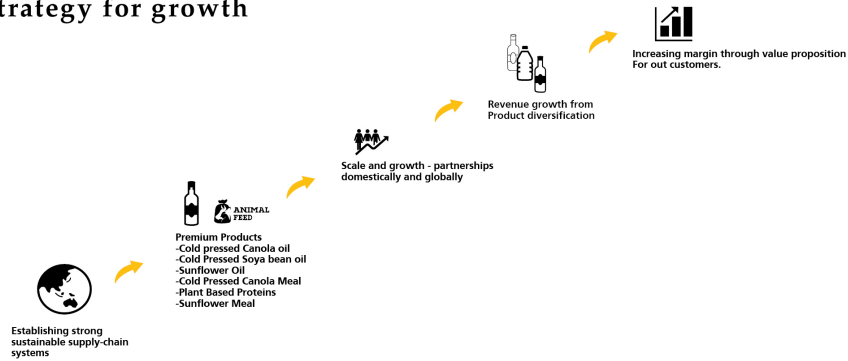 trategy for growth
Increasing margin through value proposition
For out customers.
Revenue growth from
Product diversification
Scale and growth - partnerships
domestically and globally
ANIMAL
FEED
Premium Products
-Cold pressed Canola oil
-Cold Pressed Soya bean oil
-Sunflower Oil
-Cold Pressed Canola Meal
-Plant Based Proteins
-Sunflower Meal
Establishing strong
sustainable supply-chain
systems